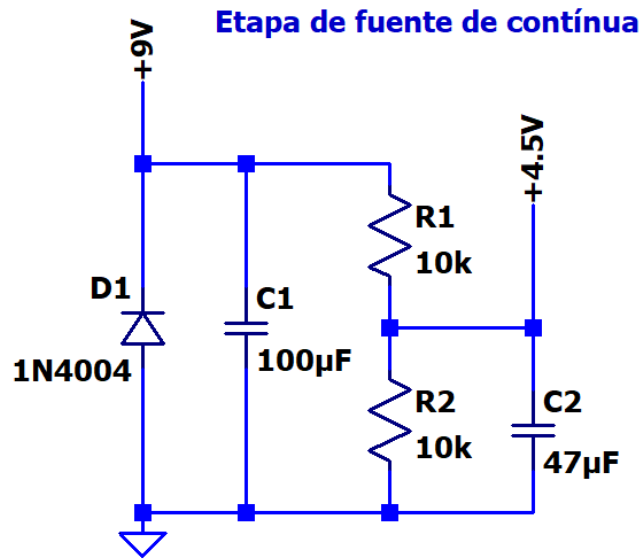 Etapa de fuente de contínua
+9V
+4.5V
R1
10k
D1
1N4004
C1
100µF
R2
10k
C2
47µF